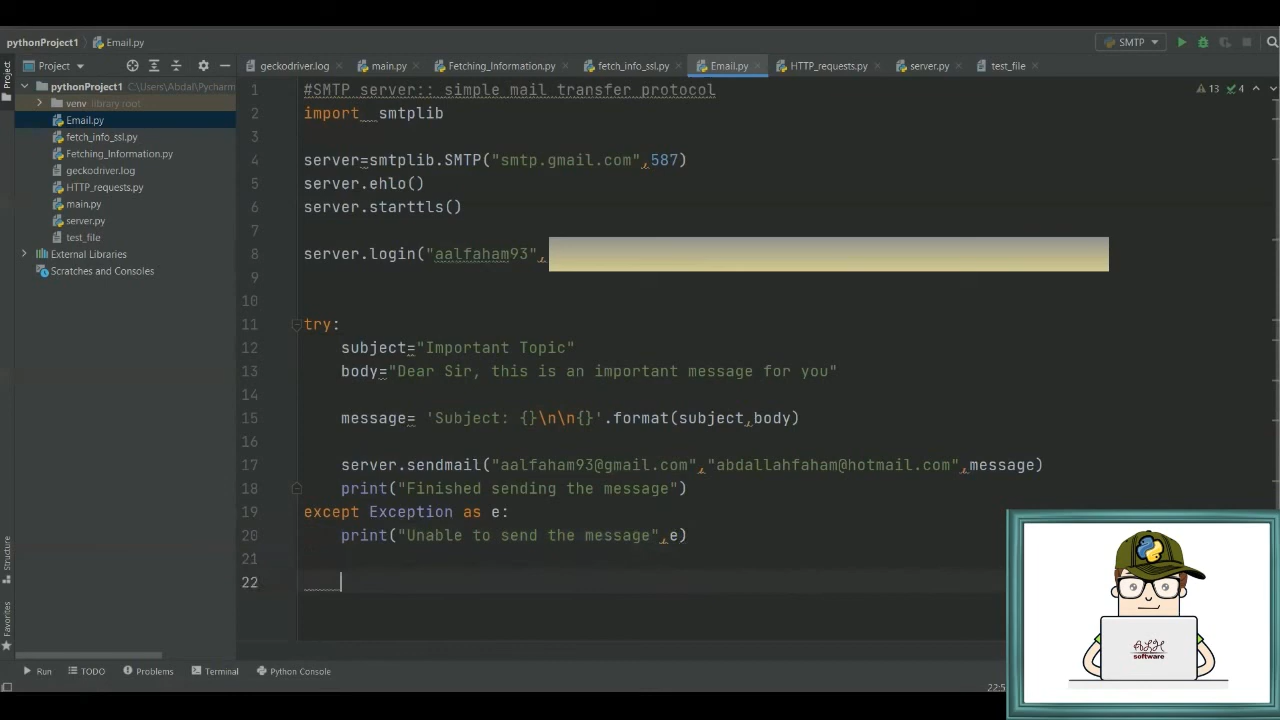 pythonProject1 Email.py SMTP
Project geckodriver.log main.py Fetching_Information.py fetch_info_ssl.py Email.py HTTP_requests.py server.py test_file
Project
pythonProject1 C:\Users\Abdal\Pycharm
venv library root
Email.py
fetch_info_ssl.py
Fetching_Information.py
geckodriver.log
HTTP_requests.py
main.py
server.py
test_file
External Libraries
Scratches and Consoles
13 4
1 #SMTP server:: simple mail transfer protocol
2 import  smtplib
3
4 server=smtplib.SMTP("smtp.gmail.com",587)
5 server.ehlo()
6 server.starttls()
7
8 server.login("aalfaham93",
9
10
11 try:
12 subject="Important Topic"
13 body="Dear Sir, this is an important message for you"
14
15 message= 'Subject: {}\n\n{}'.format(subject,body)
16
17 server.sendmail("aalfaham93@gmail.com","abdallahfaham@hotmail.com",message)
18 print("Finished sending the message")
19 except Exception as e:
20 print("Unable to send the message",e)
21
22
Structure
Favorites
Run TODO Problems Terminal Python Console
22:5
software